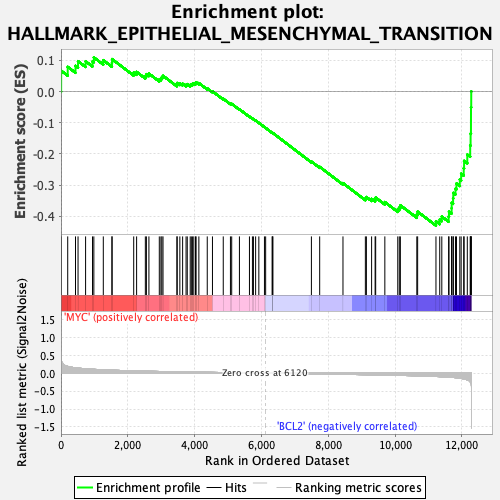 Enrichment plot:
HALLMARK_EPITHELIAL_MESENCHYMAL_TRANSITION
Enrichment score (ES)
0.1
0.0
-0.1
-0.2
-0.3
-0.4
'MYC' (positively correlated)
Ranked list metric (Signal2Noise)
1.5
1.0
0.5
0.0
-0.5
-1.0
-1.5
Zero cross at 6120
'BCL2' (negatively correlated)
0
2,000
4,000
6,000
8,000
10,000
12,000
Rank in Ordered Dataset
Enrichment profile
Hits
Ranking metric scores